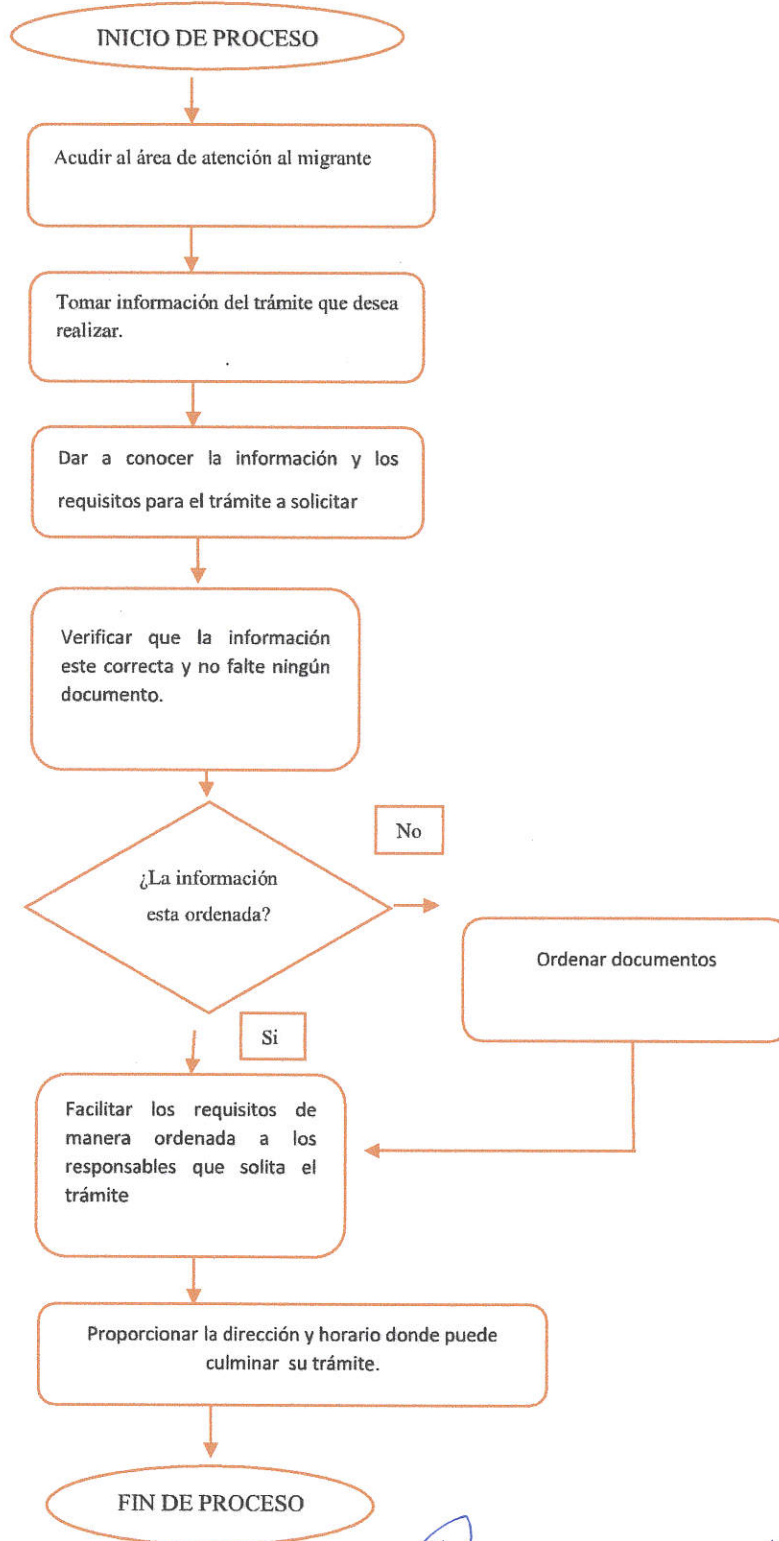 INICIO DE PROCESO
Acudir al área de atención al migrante
Tomar información del trámite que desea
realizar.
Dar a conocer la información y los
requisitos para el trámite a solicitar
Verificar que la información
este correcta y no falte ningún
documento.
¿La información
esta ordenada?
No
Ordenar documentos
Si
Facilitar los requisitos de
manera ordenada a los
responsables que solita el
trámite
Proporcionar la dirección y horario donde puede
culminar su trámite.
FIN DE PROCESO